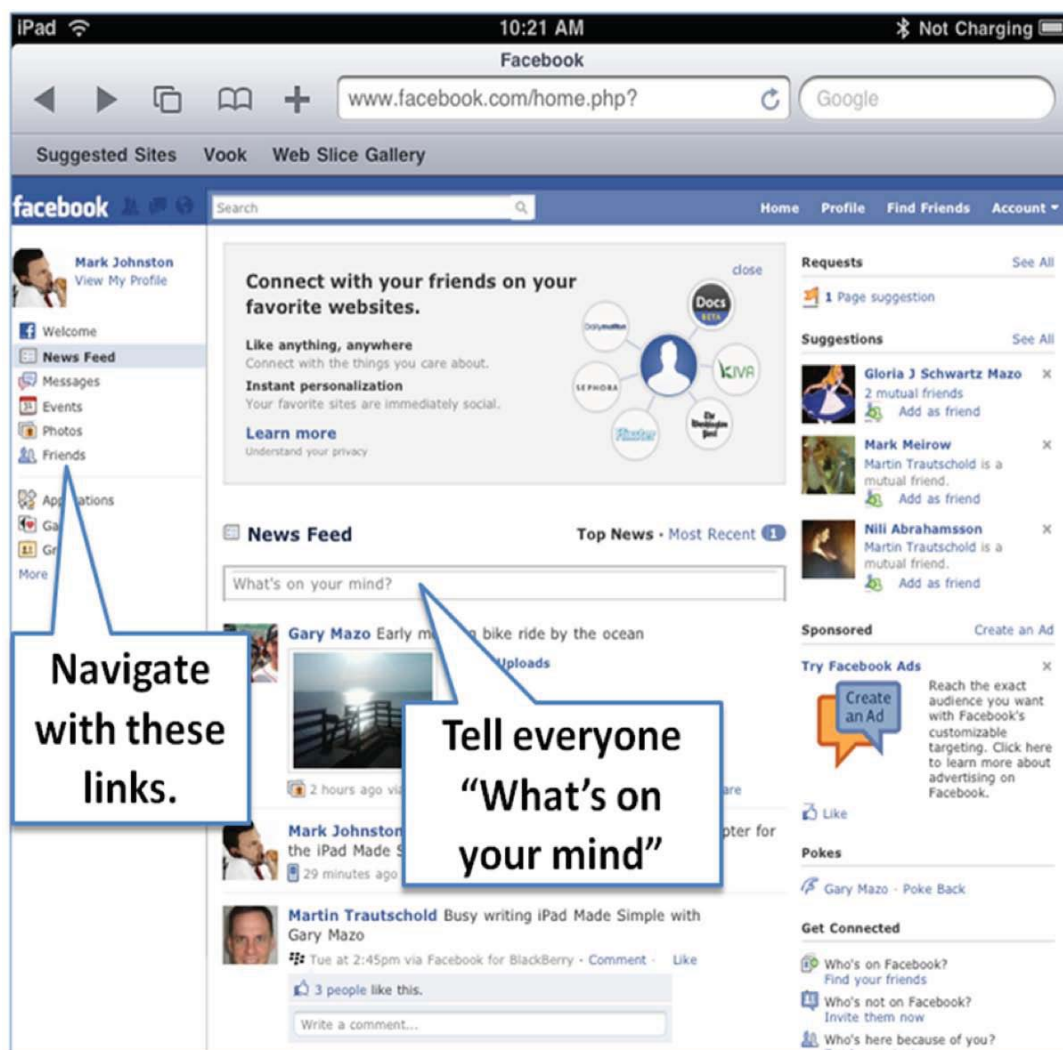 iPad
10:21 AM
Not Charging
Facebook
www.facebook.com/home.php?
Google
Suggested Sites
Vook
Web Slice Gallery
facebook
Search
Home
Profile
Find Friends
Account
Mark Johnston
View My Profile
Welcome
News Feed
Messages
Events
Photos
Friends
Ga
Gr
More
Navigate
with these
links.
Connect with your friends on your
favorite websites.
close
Like anything, anywhere
Connect with the things you care about.
Instant personalization
Your favorite sites are immediately social.
Learn more
Understand your privacy
Dailymotion
Docs
BETA
SEPHORA
KIVA
The
Washington
Post
News Feed
Top News · Most Recent 1
What's on your mind?
Gary Mazo Early bike ride by the ocean
Uploads
2 hours ago via
Tell everyone
“What’s on
your mind”
Mark Johnston
the iPad Made S
29 minutes ago
Martin Trautschold Busy writing iPad Made Simple with
Gary Mazo
Tue at 2:45pm via Facebook for BlackBerry · Comment · Like
3 people like this.
Write a comment...
Requests
See All
1 Page suggestion
Suggestions
See All
Gloria J Schwartz Mazo
2 mutual friends
Add as friend
Mark Meirow
Martin Trautschold is a
mutual friend.
Add as friend
Nili Abrahamsson
Martin Trautschold is a
mutual friend.
Add as friend
Sponsored
Create an Ad
Try Facebook Ads
Create
an Ad
Reach the exact
audience you want
with Facebook's
customizable
targeting. Click here
to learn more about
advertising on
Facebook.
Like
Pokes
Gary Mazo · Poke Back
Get Connected
Who's on Facebook?
Find your friends
Who's not on Facebook?
Invite them now
Who's here because of you?